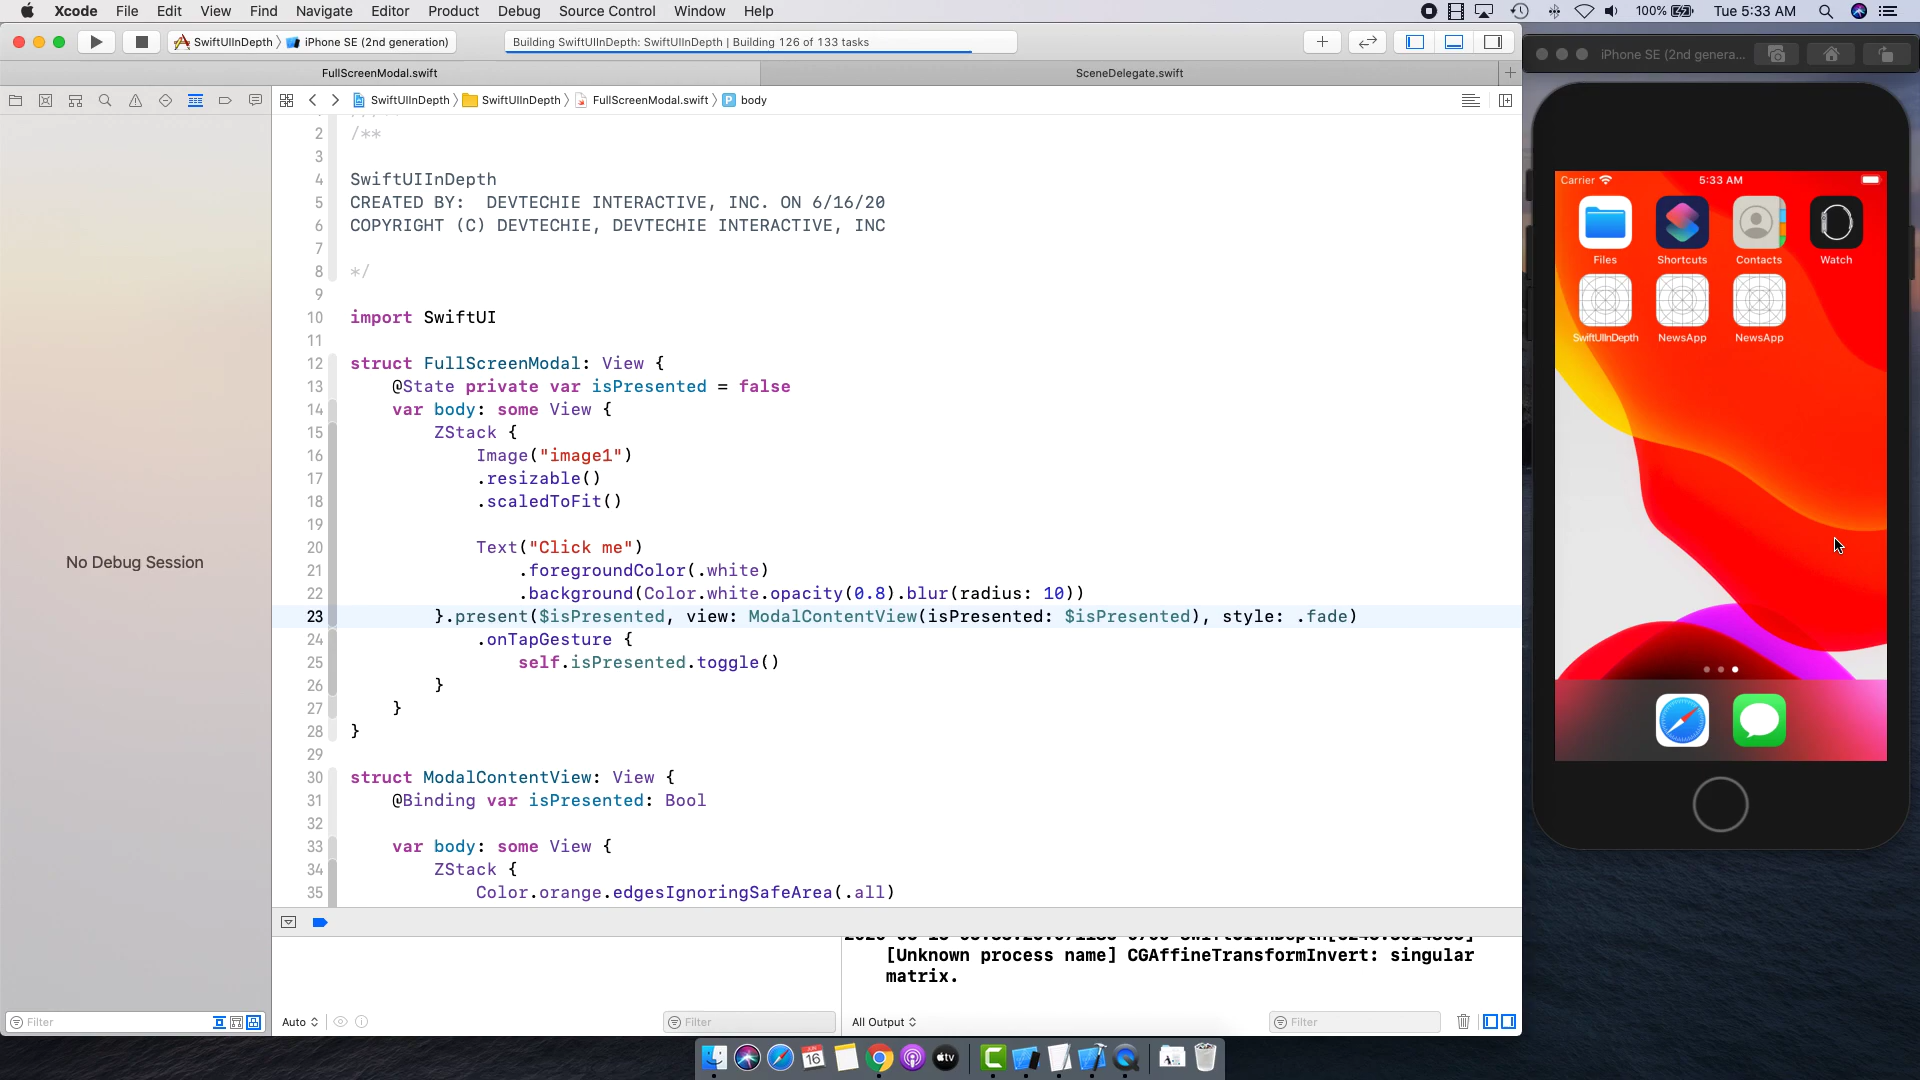 Xcode File Edit View Find Navigate Editor Product Debug Source Control Window Help
100% Tue 5:33 AM
SwiftUIInDepth iPhone SE (2nd generation)
Building SwiftUIInDepth: SwiftUIInDepth | Building 126 of 133 tasks
iPhone SE (2nd genera...
FullScreenModal.swift
SceneDelegate.swift
SwiftUIInDepth SwiftUIInDepth FullScreenModal.swift P body
2 /**
3
4 SwiftUIInDepth
5 CREATED BY: DEVTECHIE INTERACTIVE, INC. ON 6/16/20
6 COPYRIGHT (C) DEVTECHIE, DEVTECHIE INTERACTIVE, INC
7
8 */
9
10 import SwiftUI
11
12 struct FullScreenModal: View {
13 @State private var isPresented = false
14 var body: some View {
15 ZStack {
16 Image("image1")
17 .resizable()
18 .scaledToFit()
19
20 Text("Click me")
21 .foregroundColor(.white)
22 .background(Color.white.opacity(0.8).blur(radius: 10))
23 }.present($isPresented, view: ModalContentView(isPresented: $isPresented), style: .fade)
24 .onTapGesture {
25 self.isPresented.toggle()
26 }
27 }
28 }
29
30 struct ModalContentView: View {
31 @Binding var isPresented: Bool
32
33 var body: some View {
34 ZStack {
35 Color.orange.edgesIgnoringSafeArea(.all)
No Debug Session
[Unknown process name] CGAffineTransformInvert: singular
matrix.
Filter
Auto
Filter
All Output
Filter
Carrier 5:33 AM
Files Shortcuts Contacts Watch
SwiftUIInDepth NewsApp NewsApp
16
tv